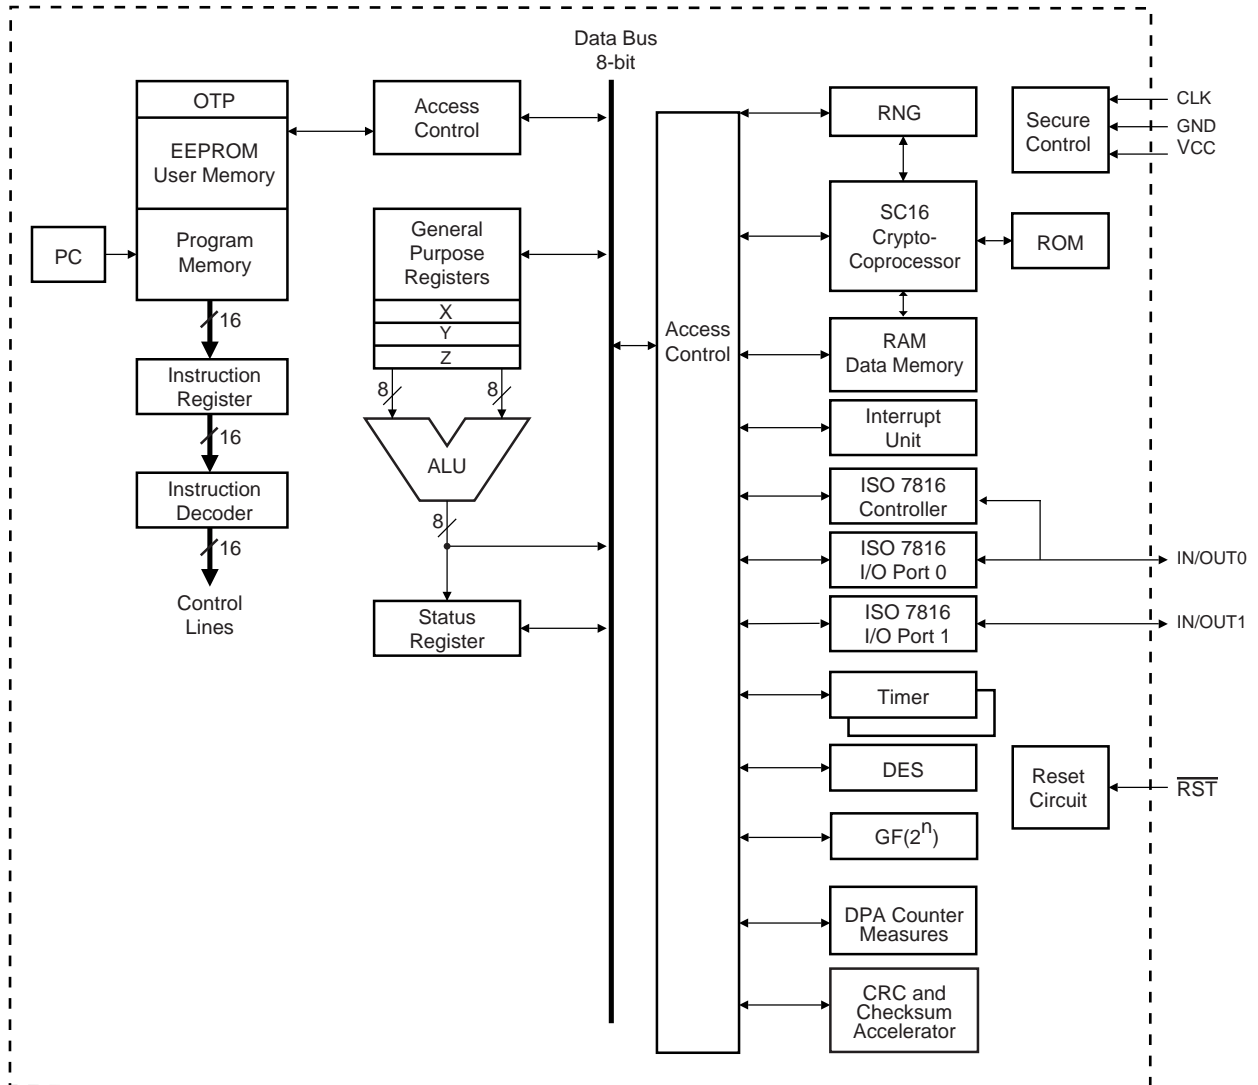 Data Bus
8-bit
OTP
EEPROM
User Memory
Program
Memory
PC
16
Instruction
Register
16
Instruction
Decoder
16
Control
Lines
Access
Control
General
Purpose
Registers
X
Y
Z
8
8
ALU
8
Status
Register
Access
Control
RNG
SC16
Crypto-
Coprocessor
ROM
RAM
Data Memory
Interrupt
Unit
ISO 7816
Controller
ISO 7816
I/O Port 0
ISO 7816
I/O Port 1
Timer
DES
GF(2^n)
DPA Counter
Measures
CRC and
Checksum
Accelerator
Secure
Control
CLK
GND
VCC
IN/OUT0
IN/OUT1
Reset
Circuit
RST